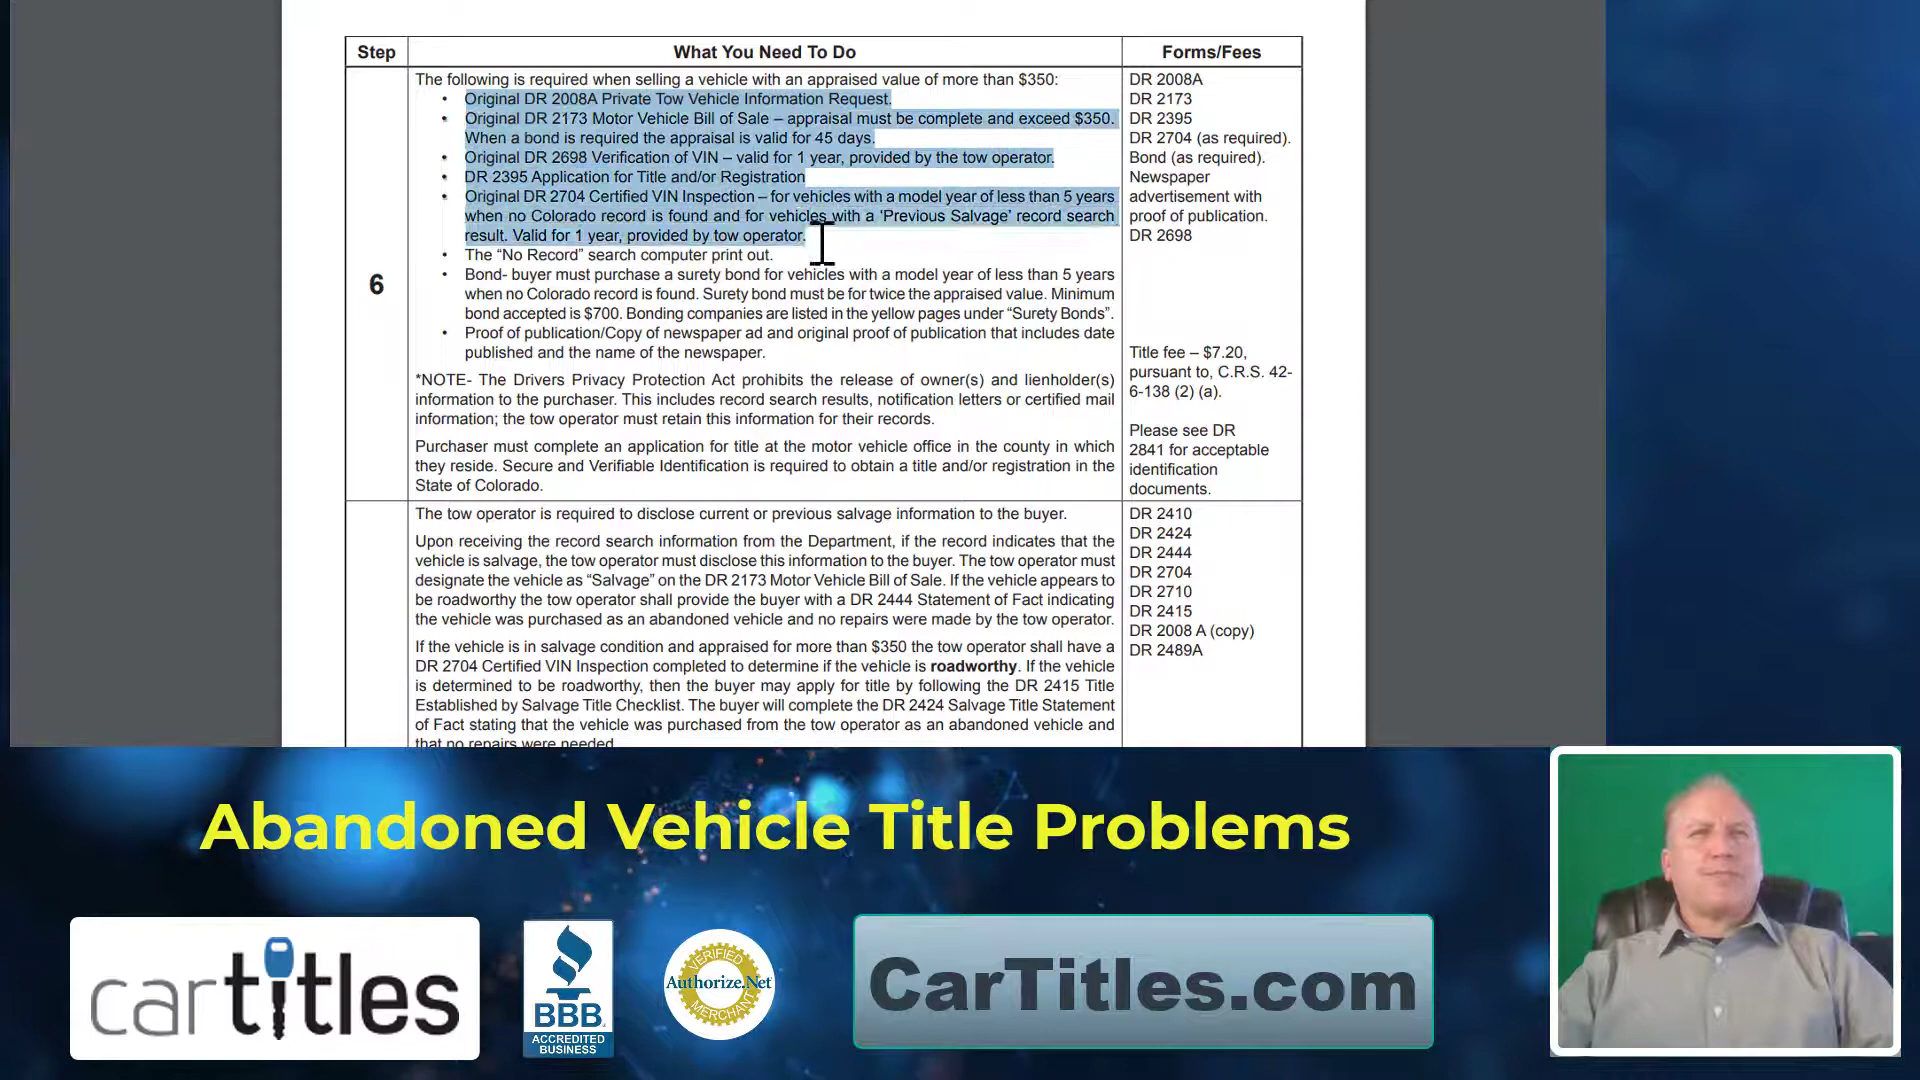 Step
What You Need To Do
Forms/Fees
6
The following is required when selling a vehicle with an appraised value of more than $350:
• Original DR 2008A Private Tow Vehicle Information Request.
• Original DR 2173 Motor Vehicle Bill of Sale – appraisal must be complete and exceed $350.
When a bond is required the appraisal is valid for 45 days.
• Original DR 2698 Verification of VIN – valid for 1 year, provided by the tow operator.
• DR 2395 Application for Title and/or Registration
• Original DR 2704 Certified VIN Inspection – for vehicles with a model year of less than 5 years
when no Colorado record is found and for vehicles with a 'Previous Salvage' record search
result. Valid for 1 year, provided by tow operator.
• The “No Record” search computer print out.
• Bond- buyer must purchase a surety bond for vehicles with a model year of less than 5 years
when no Colorado record is found. Surety bond must be for twice the appraised value. Minimum
bond accepted is $700. Bonding companies are listed in the yellow pages under “Surety Bonds”.
• Proof of publication/Copy of newspaper ad and original proof of publication that includes date
published and the name of the newspaper.
*NOTE- The Drivers Privacy Protection Act prohibits the release of owner(s) and lienholder(s)
information to the purchaser. This includes record search results, notification letters or certified mail
information; the tow operator must retain this information for their records.
Purchaser must complete an application for title at the motor vehicle office in the county in which
they reside. Secure and Verifiable Identification is required to obtain a title and/or registration in the
State of Colorado.
DR 2008A
DR 2173
DR 2395
DR 2704 (as required).
Bond (as required).
Newspaper
advertisement with
proof of publication.
DR 2698
Title fee – $7.20,
pursuant to, C.R.S. 42-
6-138 (2) (a).
Please see DR
2841 for acceptable
identification
documents.
The tow operator is required to disclose current or previous salvage information to the buyer.
Upon receiving the record search information from the Department, if the record indicates that the
vehicle is salvage, the tow operator must disclose this information to the buyer. The tow operator must
designate the vehicle as “Salvage” on the DR 2173 Motor Vehicle Bill of Sale. If the vehicle appears to
be roadworthy the tow operator shall provide the buyer with a DR 2444 Statement of Fact indicating
the vehicle was purchased as an abandoned vehicle and no repairs were made by the tow operator.
If the vehicle is in salvage condition and appraised for more than $350 the tow operator shall have a
DR 2704 Certified VIN Inspection completed to determine if the vehicle is roadworthy. If the vehicle
is determined to be roadworthy, then the buyer may apply for title by following the DR 2415 Title
Established by Salvage Title Checklist. The buyer will complete the DR 2424 Salvage Title Statement
of Fact stating that the vehicle was purchased from the tow operator as an abandoned vehicle and
that no repairs were needed
DR 2410
DR 2424
DR 2444
DR 2704
DR 2710
DR 2415
DR 2008 A (copy)
DR 2489A
Abandoned Vehicle Title Problems
cartitles
BBB
ACCREDITED
BUSINESS
VERIFIED
Authorize.Net
MERCHANT
CarTitles.com